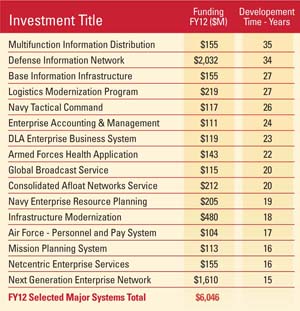 Investment Title Funding FY12 ($M) Developement Time - Years
Multifunction Information Distribution $155 35
Defense Information Network $2,032 34
Base Information Infrastructure $155 27
Logistics Modernization Program $219 27
Navy Tactical Command $117 26
Enterprise Accounting & Management $111 24
DLA Enterprise Business System $119 23
Armed Forces Health Application $143 22
Global Broadcast Service $115 20
Consolidated Afloat Networks Service $212 20
Navy Enterprise Resource Planning $205 19
Infrastructure Modernization $480 18
Air Force - Personnel and Pay System $104 17
Mission Planning System $113 16
Netcentric Enterprise Services $155 16
Next Generation Enterprise Network $1,610 15
FY12 Selected Major Systems Total $6,046